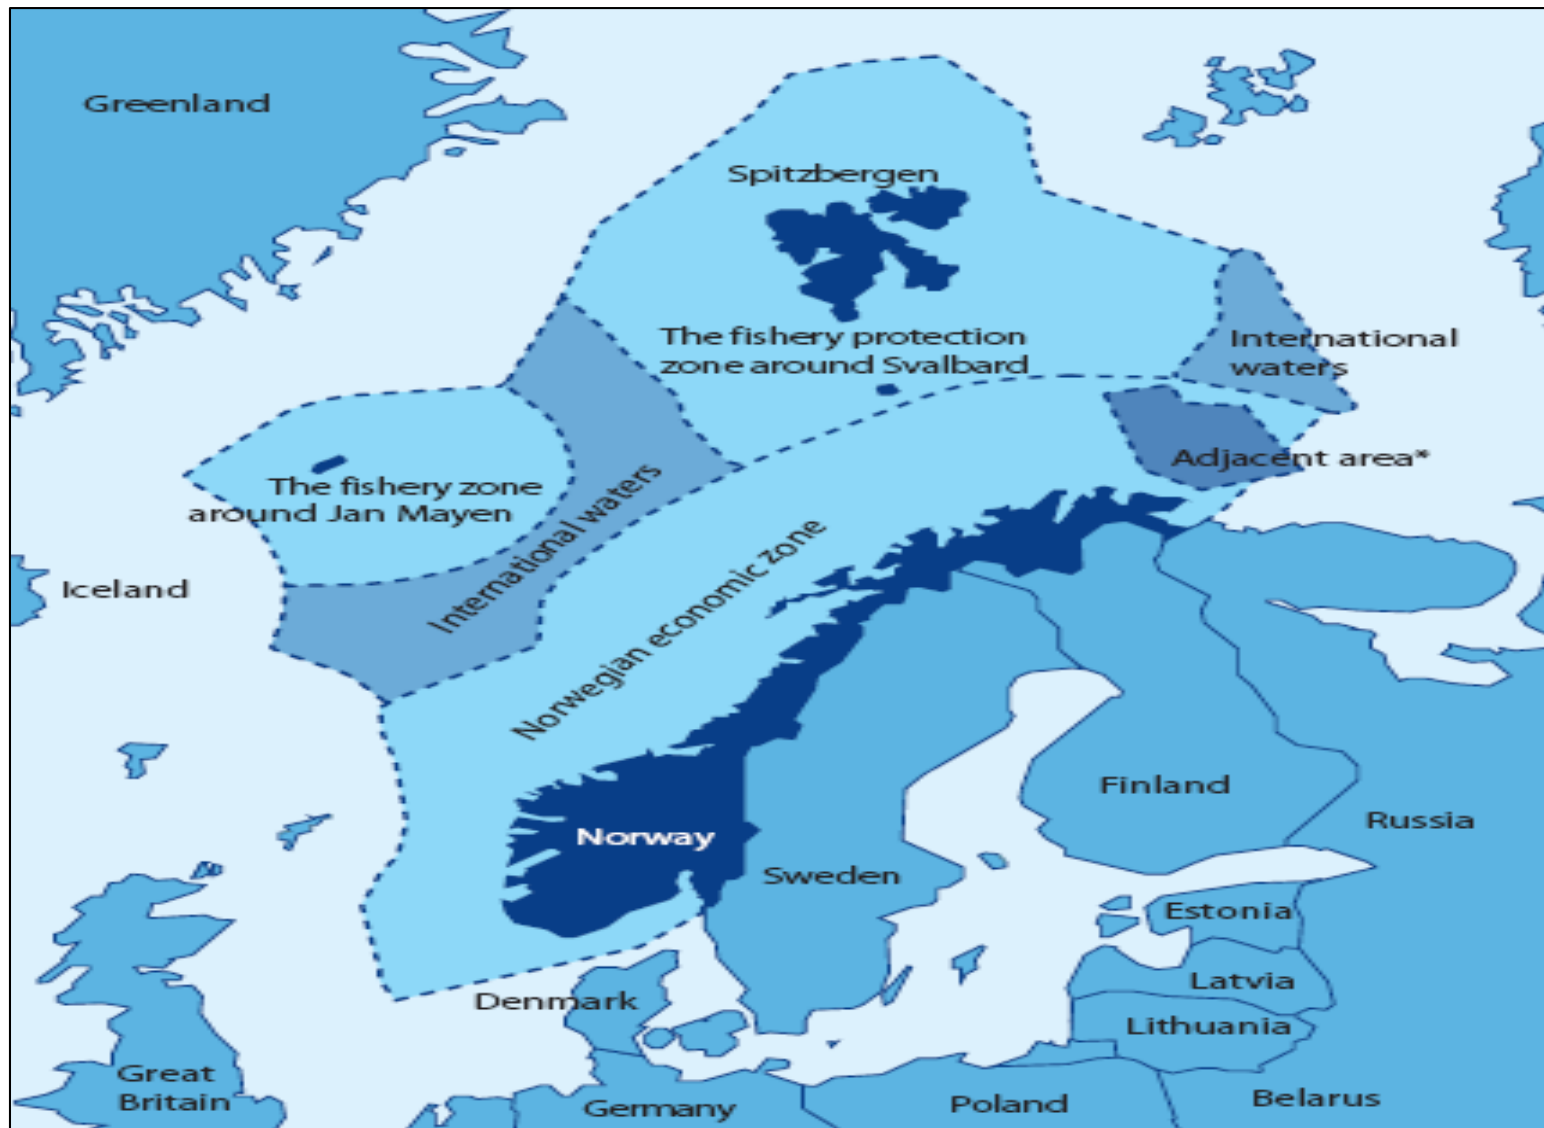 Greenland
Spitzbergen
The fishery protection
zone around Svalbard
International
waters
Adjacent area*
The fishery zone
around Jan Mayen
International waters
Iceland
Norwegian economic zone
Finland
Russia
Norway
Sweden
Estonia
Latvia
Denmark
Lithuania
Great
Britain
Germany
Poland
Belarus